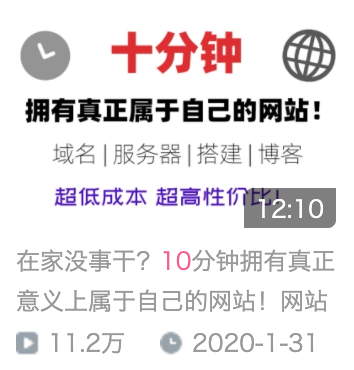 十分钟
拥有真正属于自己的网站！
域名|服务器|搭建|博客
超低成本 超高性价比！
12:10
在家没事干？10分钟拥有真正
意义上属于自己的网站！网站
11.2万 2020-1-31